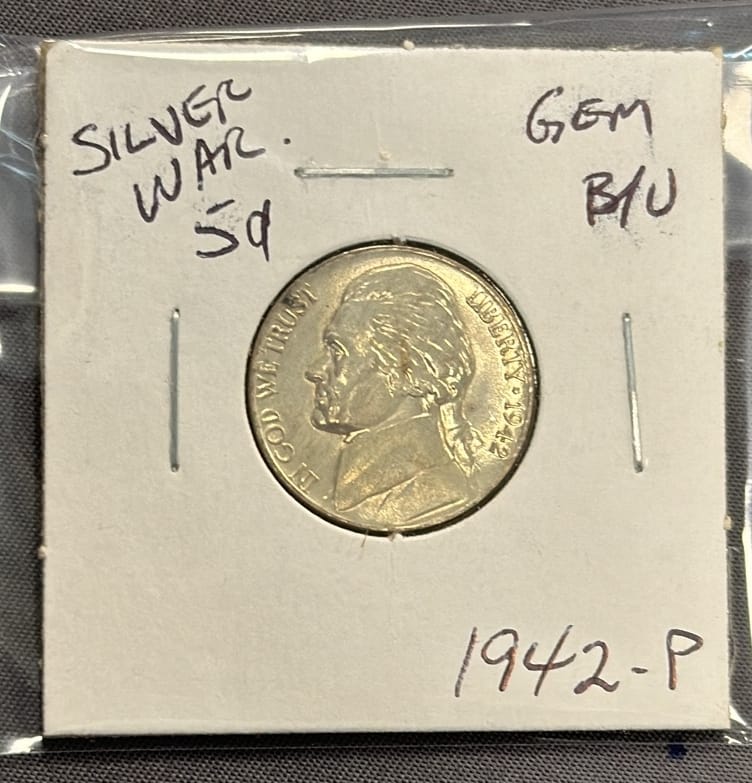 SILVER
WAR.
5¢
GEM
B/U
IN GOD WE TRUST
LIBERTY • 1942
1942-P